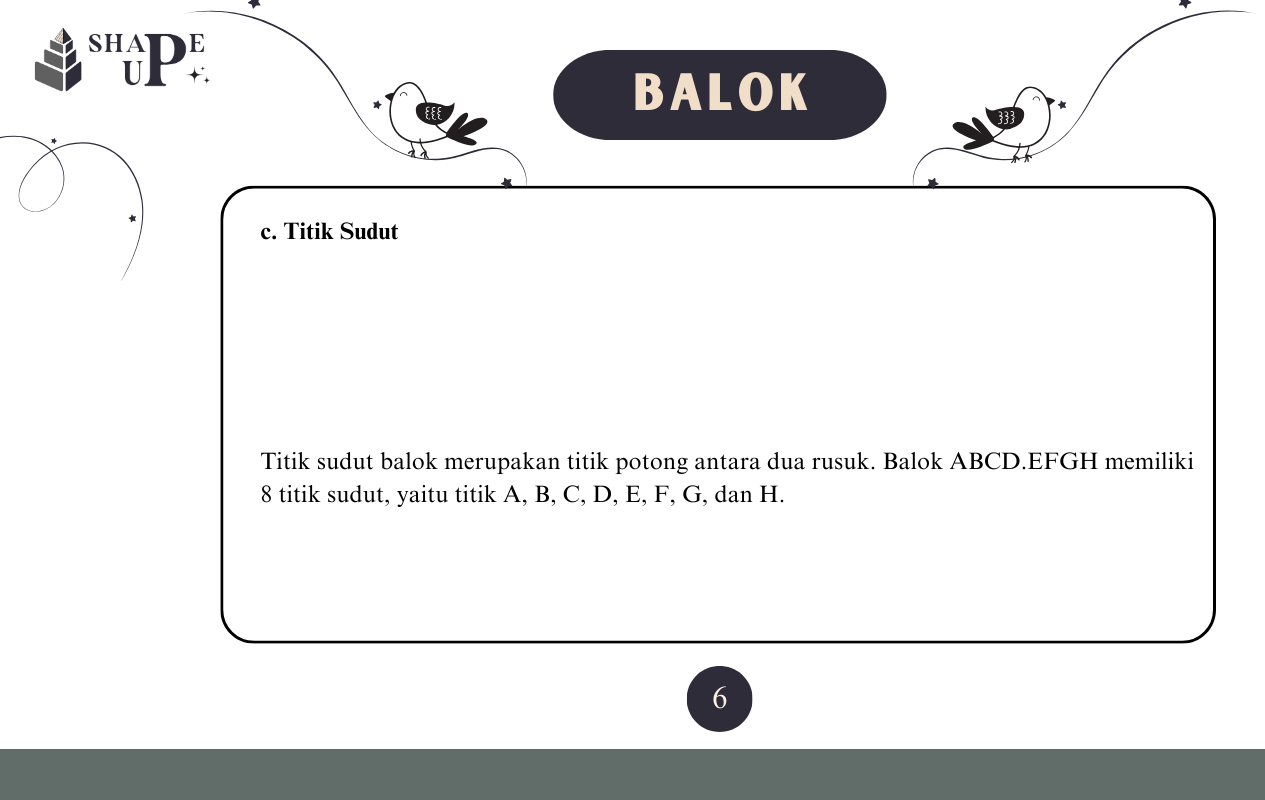 SHAPE
UP
BALOK
c. Titik Sudut
Titik sudut balok merupakan titik potong antara dua rusuk. Balok ABCD.EFGH memiliki
8 titik sudut, yaitu titik A, B, C, D, E, F, G, dan H.
6